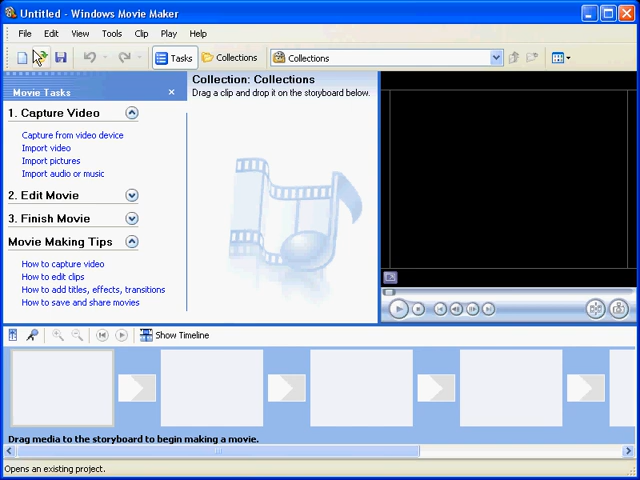 Untitled - Windows Movie Maker
File Edit View Tools Clip Play Help
Tasks Collections Collections
Movie Tasks
Collection: Collections
Drag a clip and drop it on the storyboard below.
1. Capture Video
Capture from video device
Import video
Import pictures
Import audio or music
2. Edit Movie
3. Finish Movie
Movie Making Tips
How to capture video
How to edit clips
How to add titles, effects, transitions
How to save and share movies
Show Timeline
Drag media to the storyboard to begin making a movie.
Opens an existing project.